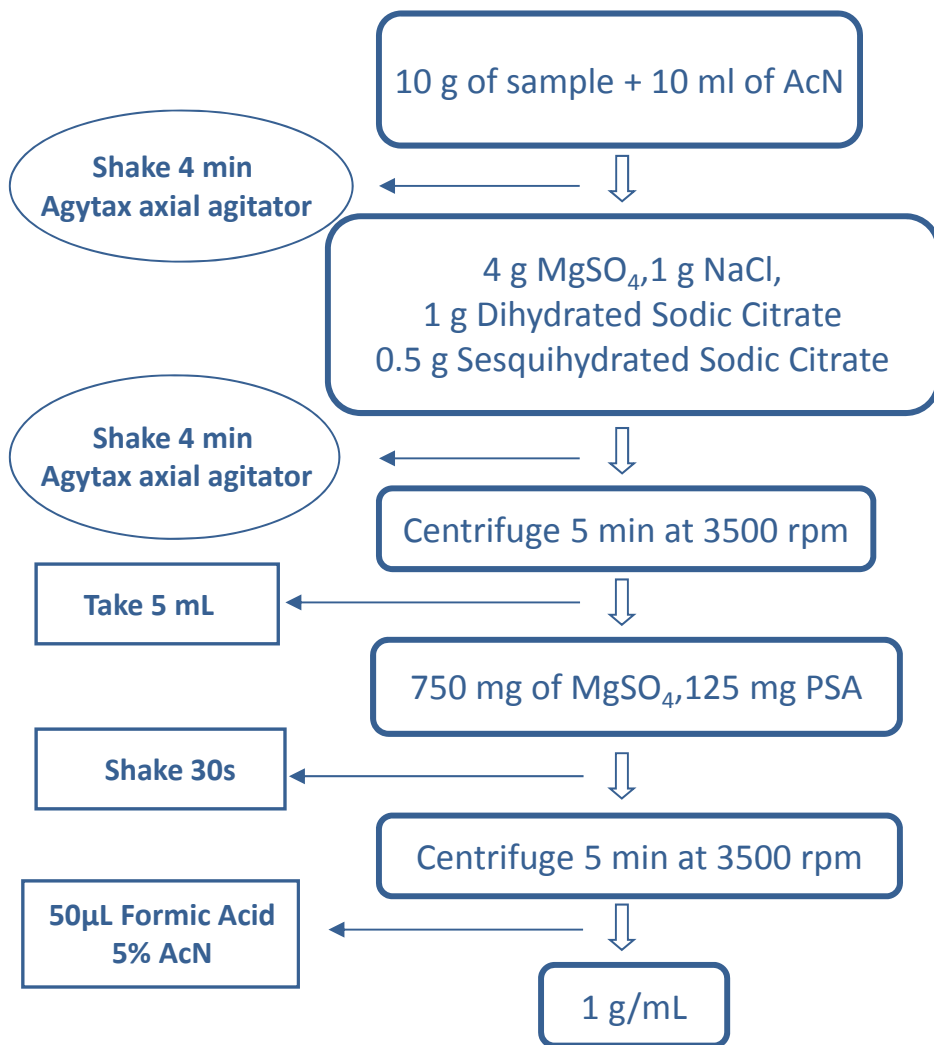 10 g of sample + 10 ml of AcN
Shake 4 min
Agytax axial agitator
4 g MgSO₄,1 g NaCl,
1 g Dihydrated Sodic Citrate
0.5 g Sesquihydrated Sodic Citrate
Shake 4 min
Agytax axial agitator
Centrifuge 5 min at 3500 rpm
Take 5 mL
750 mg of MgSO₄,125 mg PSA
Shake 30s
Centrifuge 5 min at 3500 rpm
50µL Formic Acid
5% AcN
1 g/mL